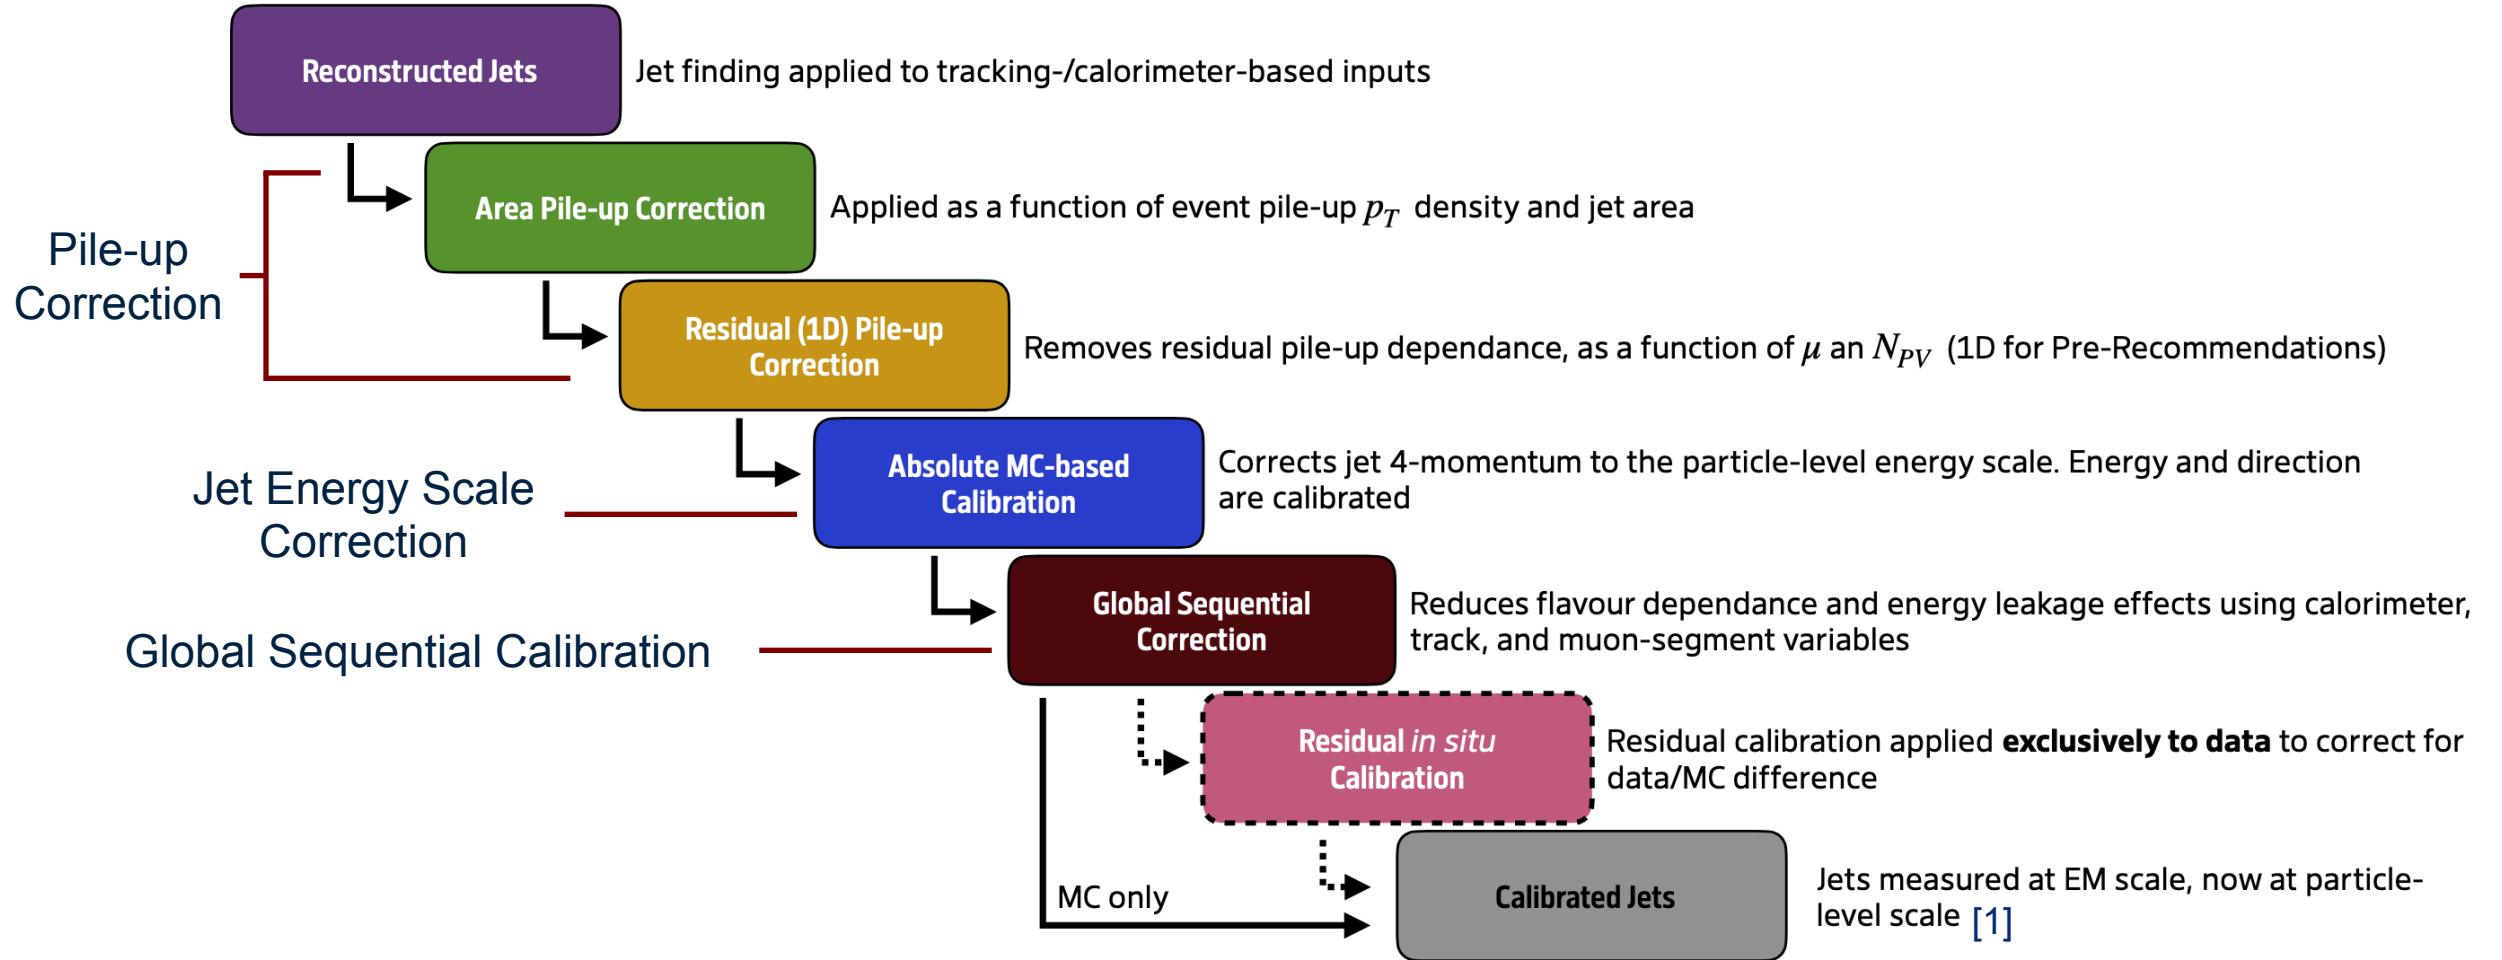 Reconstructed Jets
Jet finding applied to tracking-/calorimeter-based inputs
Area Pile-up Correction
Applied as a function of event pile-up p_T density and jet area
Pile-up
Correction
Residual (1D) Pile-up
Correction
Removes residual pile-up dependance, as a function of μ an N_PV (1D for Pre-Recommendations)
Jet Energy Scale
Correction
Absolute MC-based
Calibration
Corrects jet 4-momentum to the particle-level energy scale. Energy and direction
are calibrated
Global Sequential Calibration
Global Sequential
Correction
Reduces flavour dependance and energy leakage effects using calorimeter,
track, and muon-segment variables
Residual in situ
Calibration
Residual calibration applied exclusively to data to correct for
data/MC difference
MC only
Calibrated Jets
Jets measured at EM scale, now at particle-
level scale [1]